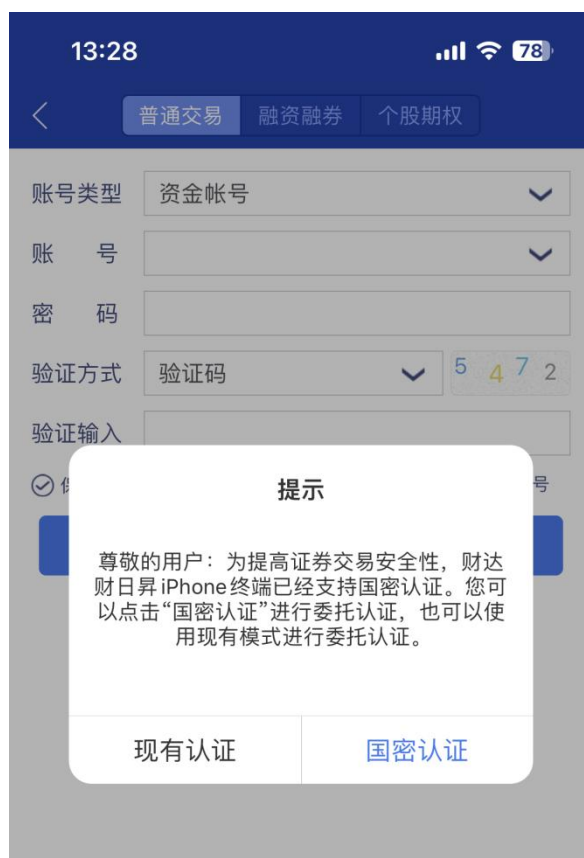 13:28 78
普通交易 融资融券 个股期权
账号类型 资金帐号
账 号
密 码
验证方式 验证码 5 4 7 2
验证输入
号
提示
尊敬的用户：为提高证券交易安全性，财达
财日昇iPhone终端已经支持国密认证。您可
以点击“国密认证”进行委托认证，也可以使
用现有模式进行委托认证。
现有认证 国密认证